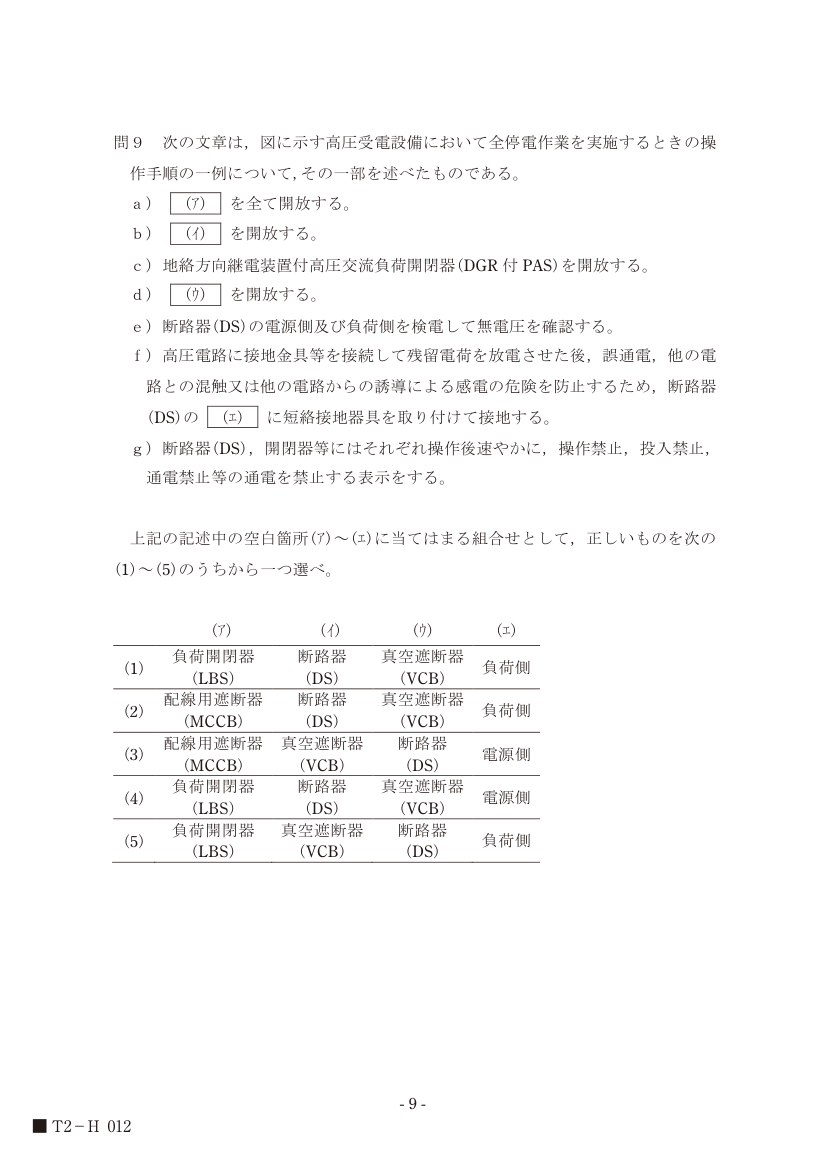 問９　次の文章は，図に示す高圧受電設備において全停電作業を実施するときの操
作手順の一例について，その一部を述べたものである。
ａ） (ｱ) を全て開放する。
ｂ） (ｲ) を開放する。
ｃ）地絡方向継電装置付高圧交流負荷開閉器(DGR 付 PAS)を開放する。
ｄ） (ｳ) を開放する。
ｅ）断路器(DS)の電源側及び負荷側を検電して無電圧を確認する。
ｆ）高圧電路に接地金具等を接続して残留電荷を放電させた後，誤通電，他の電
路との混触又は他の電路からの誘導による感電の危険を防止するため，断路器
(DS)の (ｴ) に短絡接地器具を取り付けて接地する。
ｇ）断路器(DS)，開閉器等にはそれぞれ操作後速やかに，操作禁止，投入禁止，
通電禁止等の通電を禁止する表示をする。
上記の記述中の空白箇所(ｱ)～(ｴ)に当てはまる組合せとして，正しいものを次の
(1)～(5)のうちから一つ選べ。
(ｱ) (ｲ) (ｳ) (ｴ)
(1) 負荷開閉器 断路器 真空遮断器 負荷側
(LBS) (DS) (VCB)
(2) 配線用遮断器 断路器 真空遮断器 負荷側
(MCCB) (DS) (VCB)
(3) 配線用遮断器 真空遮断器 断路器 電源側
(MCCB) (VCB) (DS)
(4) 負荷開閉器 断路器 真空遮断器 電源側
(LBS) (DS) (VCB)
(5) 負荷開閉器 真空遮断器 断路器 負荷側
(LBS) (VCB) (DS)
- 9 -
■ T2－H 012